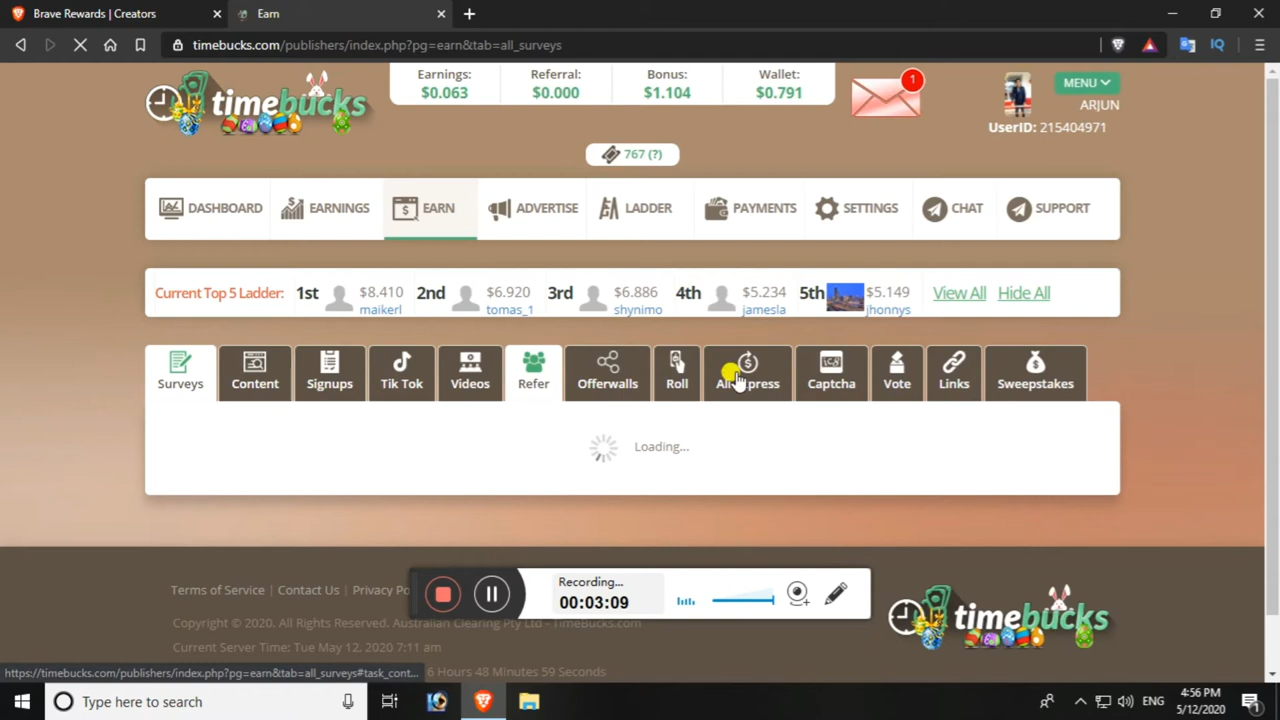 Brave Rewards | Creators
Earn
timebucks.com/publishers/index.php?pg=earn&tab=all_surveys
timebucks
Earnings: Referral: Bonus: Wallet:
$0.063 $0.000 $1.104 $0.791
1
MENU
ARJUN
UserID: 215404971
767 (?)
DASHBOARD EARNINGS EARN ADVERTISE LADDER PAYMENTS SETTINGS CHAT SUPPORT
Current Top 5 Ladder: 1st $8.410 2nd $6.920 3rd $6.886 4th $5.234 5th $5.149 View All Hide All
maikerl tomas_1 shynimo jamesla jhonnys
Surveys Content Signups Tik Tok Videos Refer Offerwalls Roll Captcha Vote Links Sweepstakes
Loading...
Terms of Service | Contact Us | Privacy
Recording...
00:03:09
timebucks
Copyright © 2020. All Rights Reserved. Australian Clearing Pty Ltd - TimeBucks.com
Current Server Time: Tue May 12, 2020 7:11 am
https://timebucks.com/publishers/index.php?pg=earn&tab=all_surveys#task_cont...
6 Hours 48 Minutes 59 Seconds
Type here to search
ENG
4:56 PM
5/12/2020
1